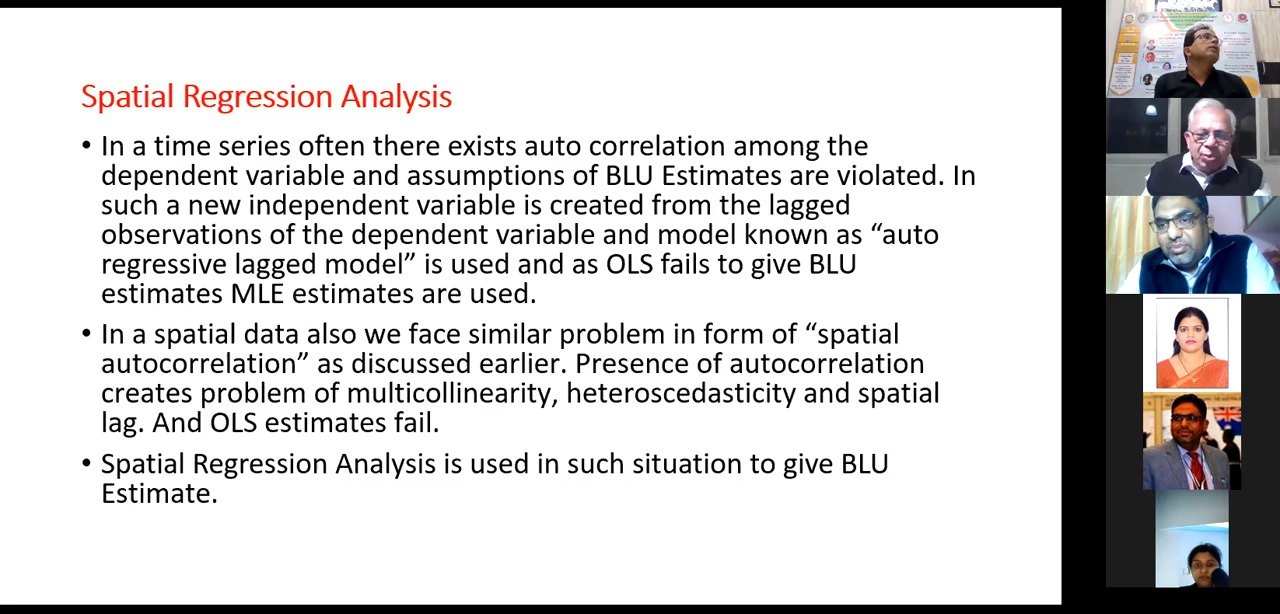 Spatial Regression Analysis
• In a time series often there exists auto correlation among the
dependent variable and assumptions of BLU Estimates are violated. In
such a new independent variable is created from the lagged
observations of the dependent variable and model known as “auto
regressive lagged model” is used and as OLS fails to give BLU
estimates MLE estimates are used.
• In a spatial data also we face similar problem in form of “spatial
autocorrelation” as discussed earlier. Presence of autocorrelation
creates problem of multicollinearity, heteroscedasticity and spatial
lag. And OLS estimates fail.
• Spatial Regression Analysis is used in such situation to give BLU
Estimate.